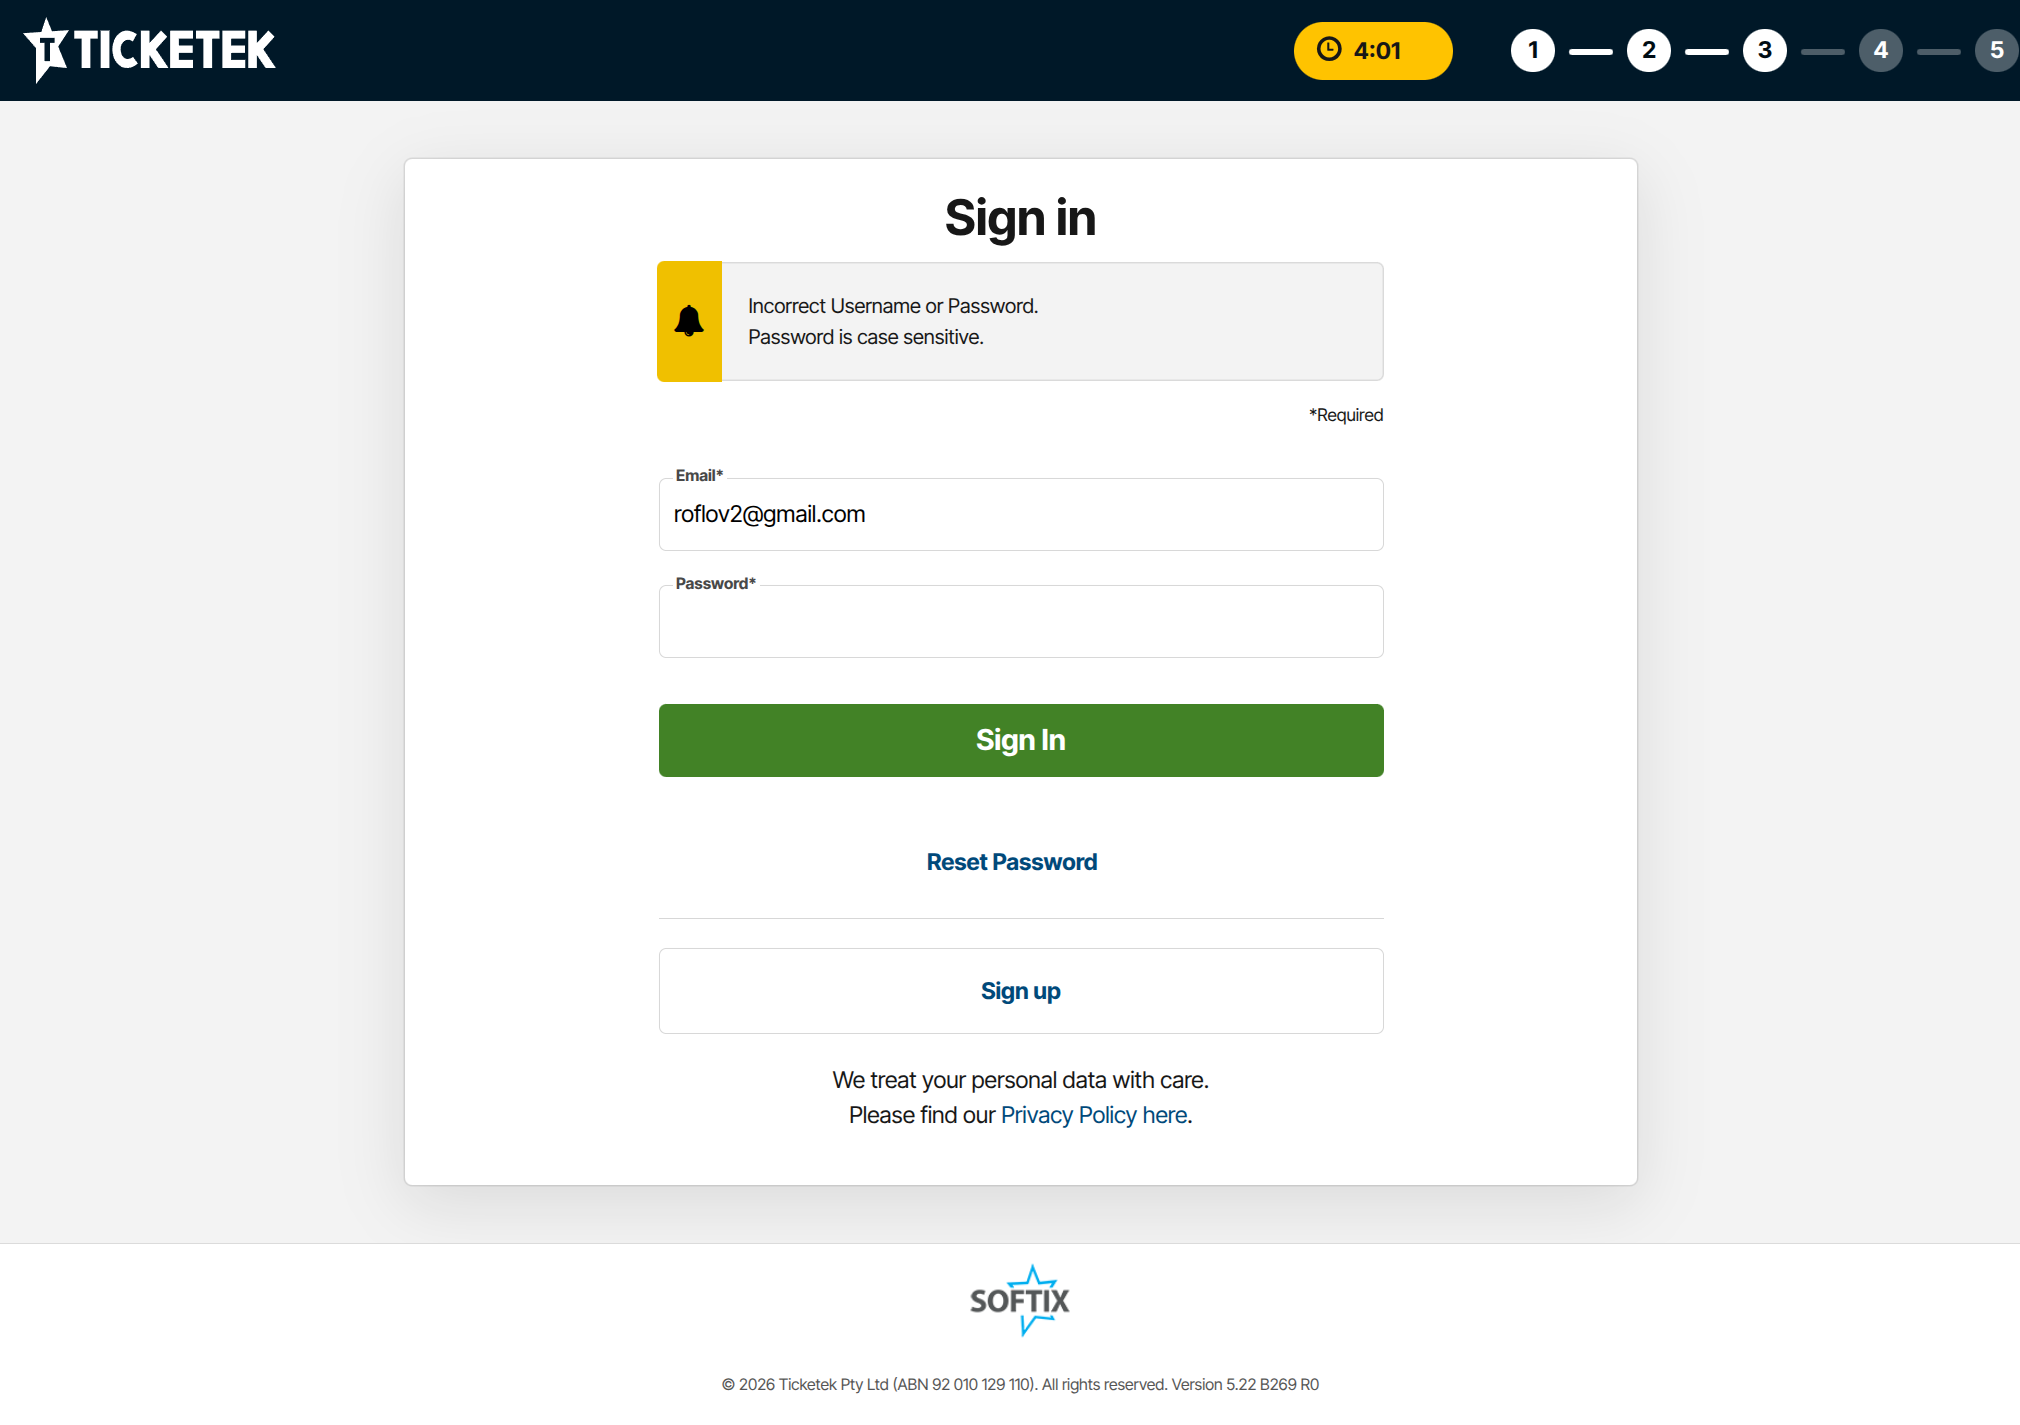 TICKETEK
4:01
1 2 3 4 5
Sign in
Incorrect Username or Password.
Password is case sensitive.
*Required
Email*
roflov2@gmail.com
Password*
Sign In
Reset Password
Sign up
We treat your personal data with care.
Please find our Privacy Policy here.
SOFTIX
© 2026 Ticketek Pty Ltd (ABN 92 010 129 110). All rights reserved. Version 5.22 B269 R0